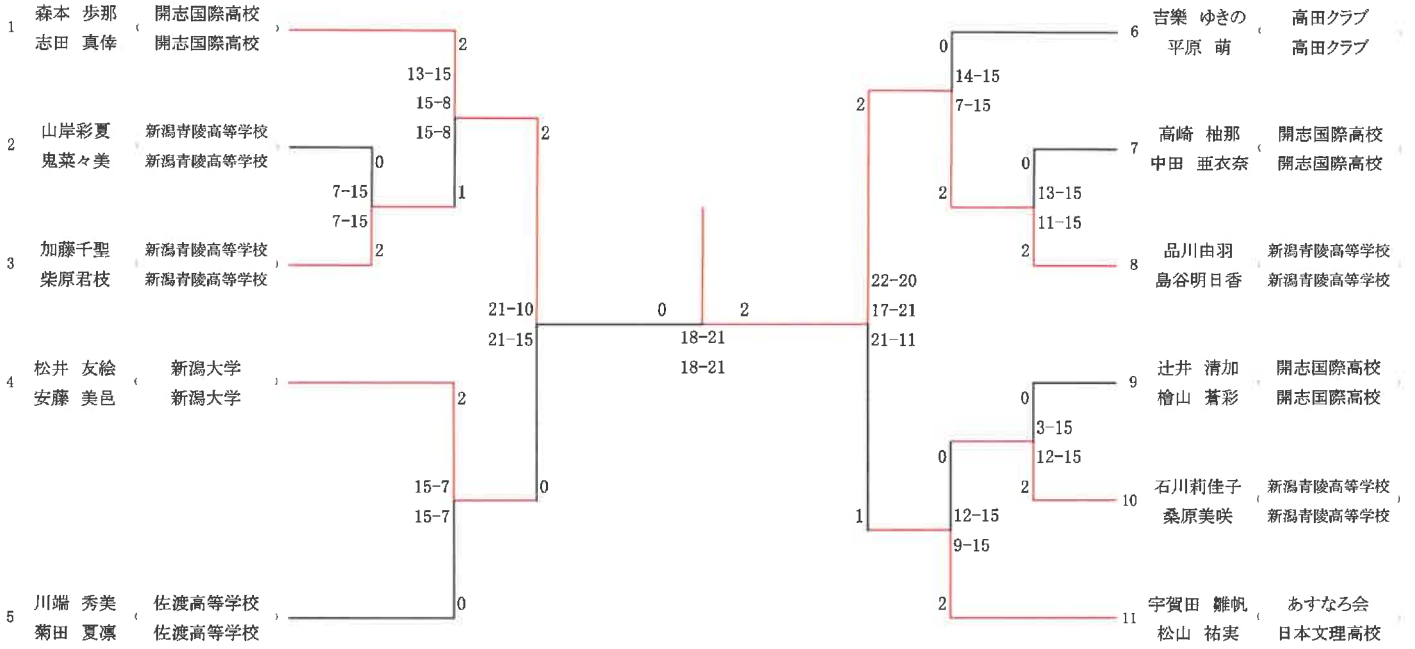 1 森本 歩那 開志国際高校
志田 真倖 開志国際高校
2
13-15
15-8
15-8
2
2 山岸彩夏 新潟青陵高等学校
鬼菜々美 新潟青陵高等学校
0
7-15
7-15
1
3 加藤千聖 新潟青陵高等学校
柴原君枝 新潟青陵高等学校
2
21-10
21-15
4 松井 友絵 新潟大学
安藤 美邑 新潟大学
2
15-7
15-7
0
5 川端 秀美 佐渡高等学校
菊田 夏凛 佐渡高等学校
0
0 2
18-21
18-21
6 吉樂 ゆきの 高田クラブ
平原 萌 高田クラブ
0
14-15
7-15
2
7 高崎 柚那 開志国際高校
中田 亜衣奈 開志国際高校
0
13-15
11-15
2
8 品川由羽 新潟青陵高等学校
島谷明日香 新潟青陵高等学校
2
22-20
17-21
21-11
9 辻井 清加 開志国際高校
檜山 蒼彩 開志国際高校
0
3-15
12-15
0
10 石川莉佳子 新潟青陵高等学校
桑原美咲 新潟青陵高等学校
2
1
12-15
9-15
11 宇賀田 雛帆 あすなろ会
松山 祐実 日本文理高校
2